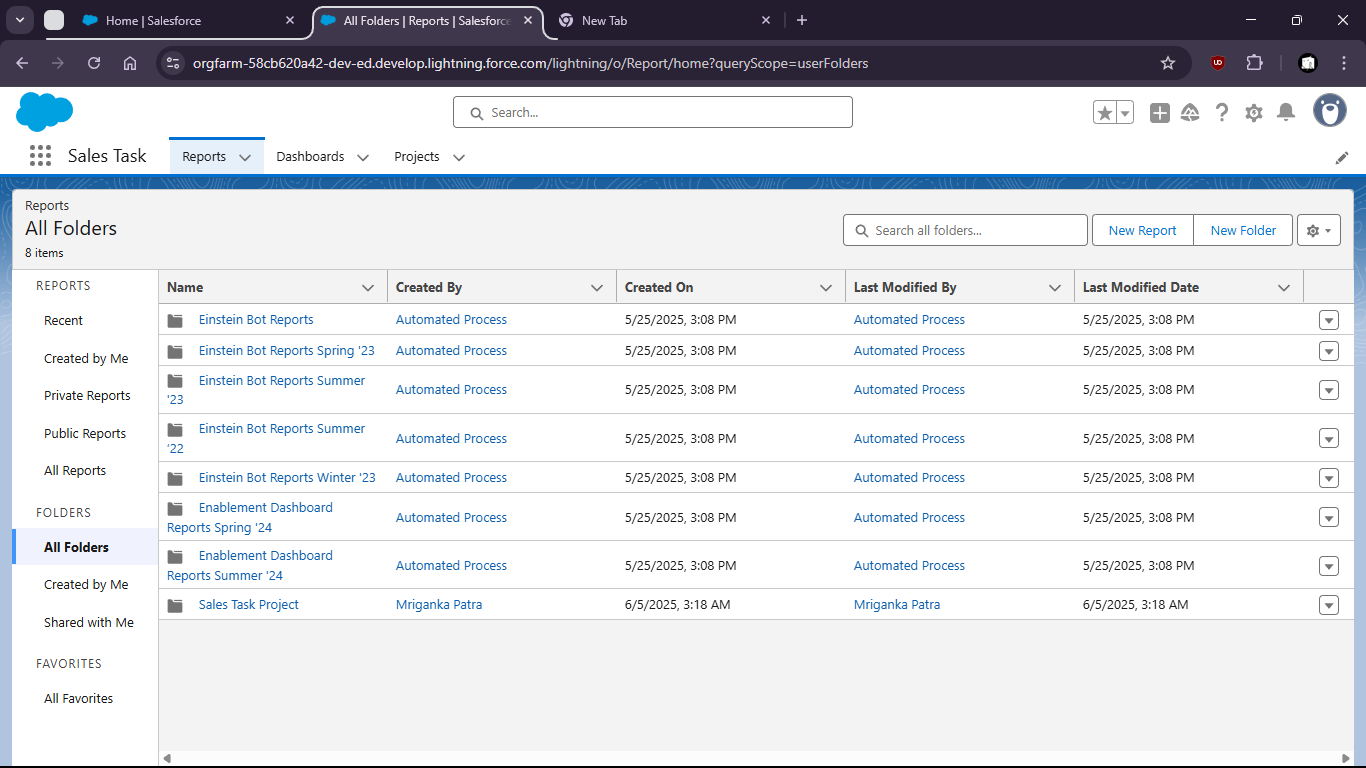 Home | Salesforce
All Folders | Reports | Salesforce
New Tab
orgfarm-58cb620a42-dev-ed.develop.lightning.force.com/lightning/o/Report/home?queryScope=userFolders
Search...
Sales Task
Reports
Dashboards
Projects
Reports
All Folders
8 items
Search all folders...
New Report
New Folder
REPORTS
Recent
Created by Me
Private Reports
Public Reports
All Reports
FOLDERS
All Folders
Created by Me
Shared with Me
FAVORITES
All Favorites
Name Created By Created On Last Modified By Last Modified Date
Einstein Bot Reports Automated Process 5/25/2025, 3:08 PM Automated Process 5/25/2025, 3:08 PM
Einstein Bot Reports Spring '23 Automated Process 5/25/2025, 3:08 PM Automated Process 5/25/2025, 3:08 PM
Einstein Bot Reports Summer
'23 Automated Process 5/25/2025, 3:08 PM Automated Process 5/25/2025, 3:08 PM
Einstein Bot Reports Summer
'22 Automated Process 5/25/2025, 3:08 PM Automated Process 5/25/2025, 3:08 PM
Einstein Bot Reports Winter '23 Automated Process 5/25/2025, 3:08 PM Automated Process 5/25/2025, 3:08 PM
Enablement Dashboard
Reports Spring '24 Automated Process 5/25/2025, 3:08 PM Automated Process 5/25/2025, 3:08 PM
Enablement Dashboard
Reports Summer '24 Automated Process 5/25/2025, 3:08 PM Automated Process 5/25/2025, 3:08 PM
Sales Task Project Mriganka Patra 6/5/2025, 3:18 AM Mriganka Patra 6/5/2025, 3:18 AM